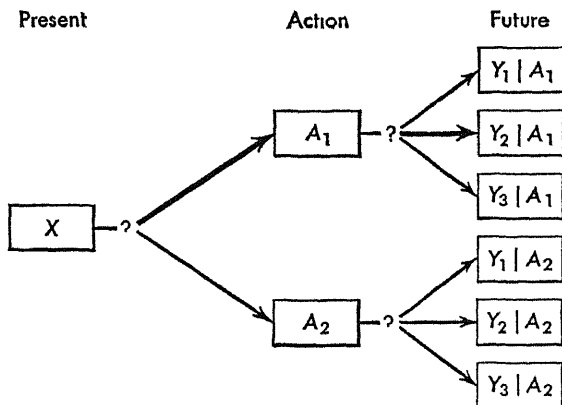 Present Action Future
Y₁ | A₁
A₁ ? Y₂ | A₁
Y₃ | A₁
X ?
Y₁ | A₂
A₂ ? Y₂ | A₂
Y₃ | A₂